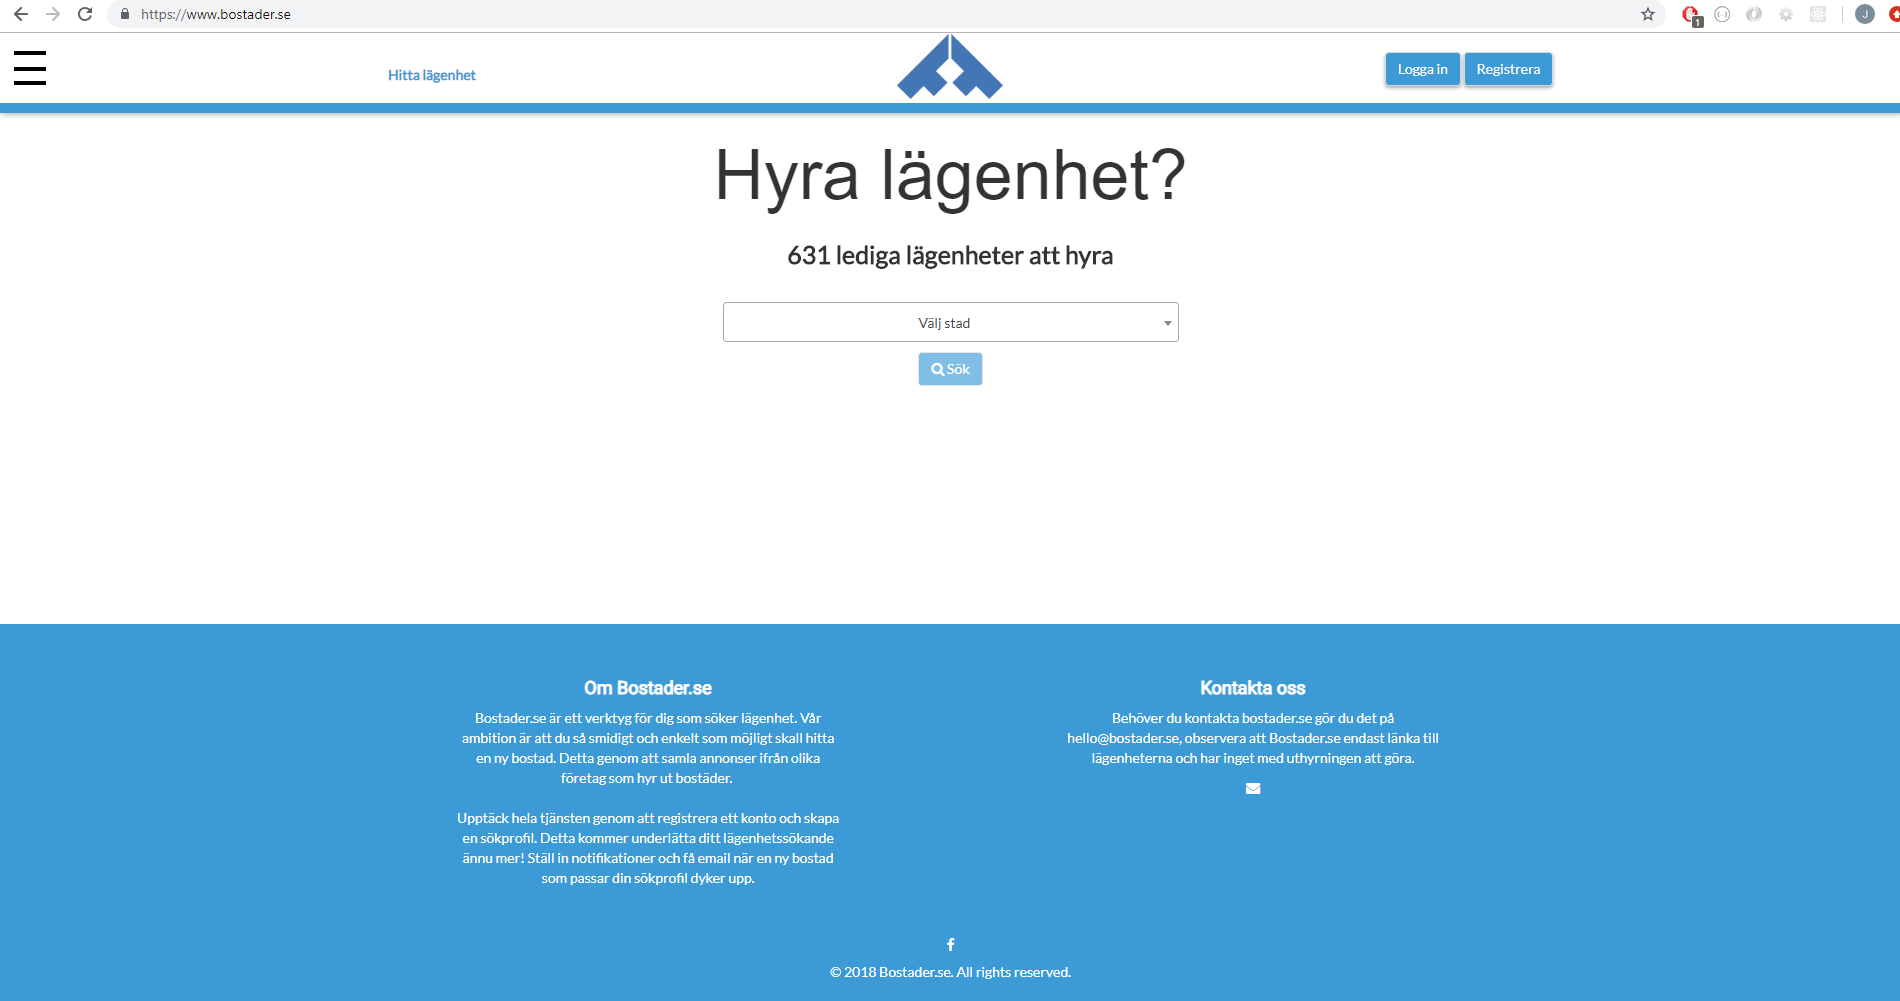 https://www.bostader.se
1
J
Hitta lägenhet
Logga in
Registrera
Hyra lägenhet?
631 lediga lägenheter att hyra
Välj stad
Sök
Om Bostader.se
Bostader.se är ett verktyg för dig som söker lägenhet. Vår
ambition är att du så smidigt och enkelt som möjligt skall hitta
en ny bostad. Detta genom att samla annonser ifrån olika
företag som hyr ut bostäder.
Upptäck hela tjänsten genom att registrera ett konto och skapa
en sökprofil. Detta kommer underlätta ditt lägenhetssökande
ännu mer! Ställ in notifikationer och få email när en ny bostad
som passar din sökprofil dyker upp.
Kontakta oss
Behöver du kontakta bostader.se gör du det på
hello@bostader.se, observera att Bostader.se endast länka till
lägenheterna och har inget med uthyrningen att göra.
© 2018 Bostader.se. All rights reserved.